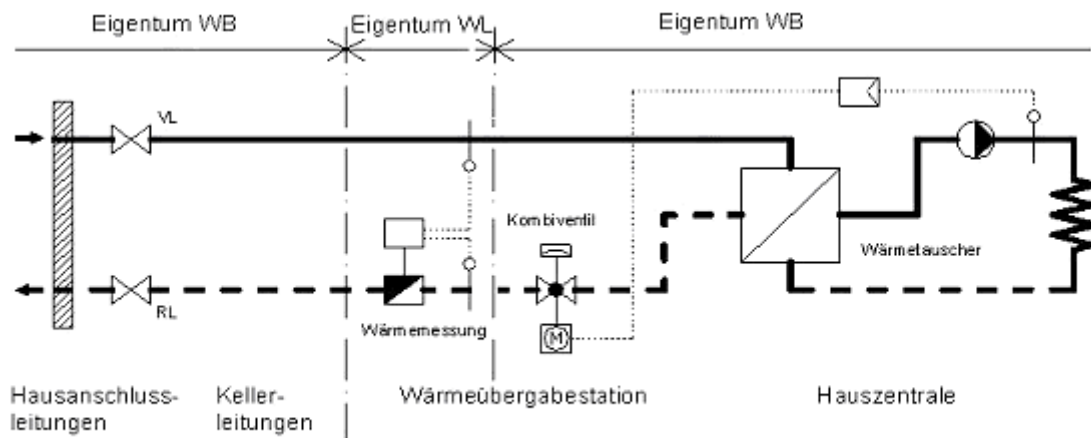 Eigentum WB
Eigentum WL
Eigentum WB
VL
Kombiventil
Wärmetauscher
RL
Wärmemessung
M
Hausanschluss-
leitungen
Keller-
leitungen
Wärmeübergabestation
Hauszentrale